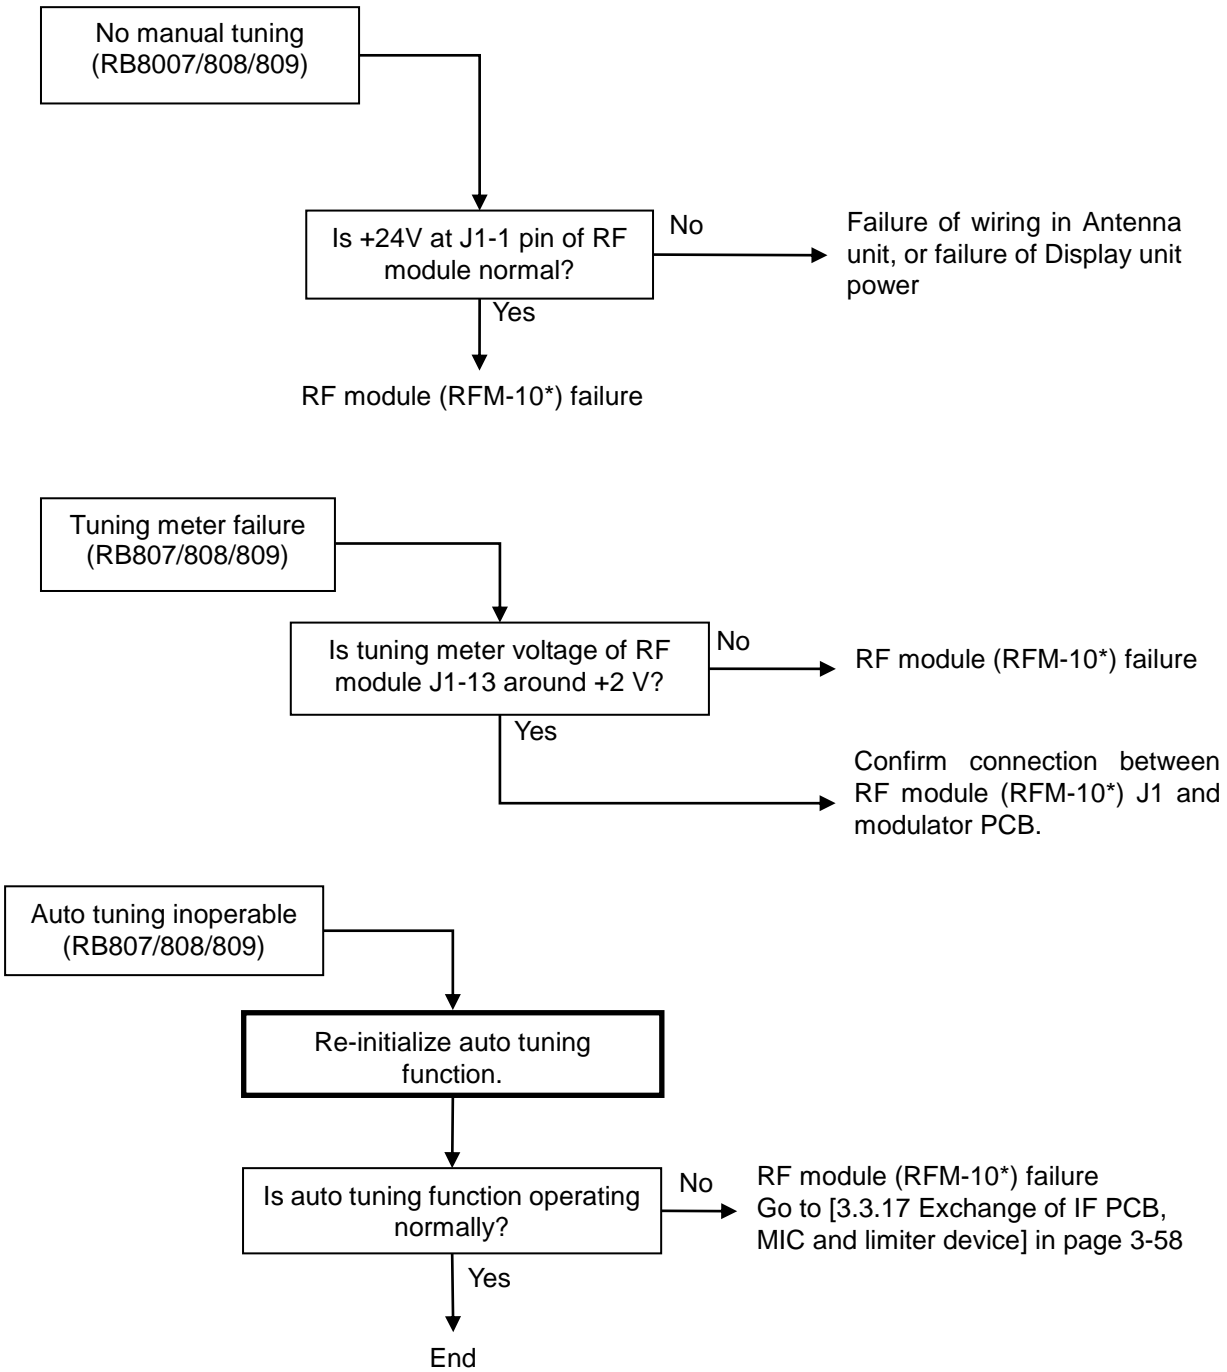 No manual tuning
(RB8007/808/809)
Is +24V at J1-1 pin of RF
module normal?
No
Failure of wiring in Antenna
unit, or failure of Display unit
power
Yes
RF module (RFM-10*) failure
Tuning meter failure
(RB807/808/809)
Is tuning meter voltage of RF
module J1-13 around +2 V?
No
RF module (RFM-10*) failure
Yes
Confirm connection between
RF module (RFM-10*) J1 and
modulator PCB.
Auto tuning inoperable
(RB807/808/809)
Re-initialize auto tuning
function.
Is auto tuning function operating
normally?
No
RF module (RFM-10*) failure
Go to [3.3.17 Exchange of IF PCB,
MIC and limiter device] in page 3-58
Yes
End